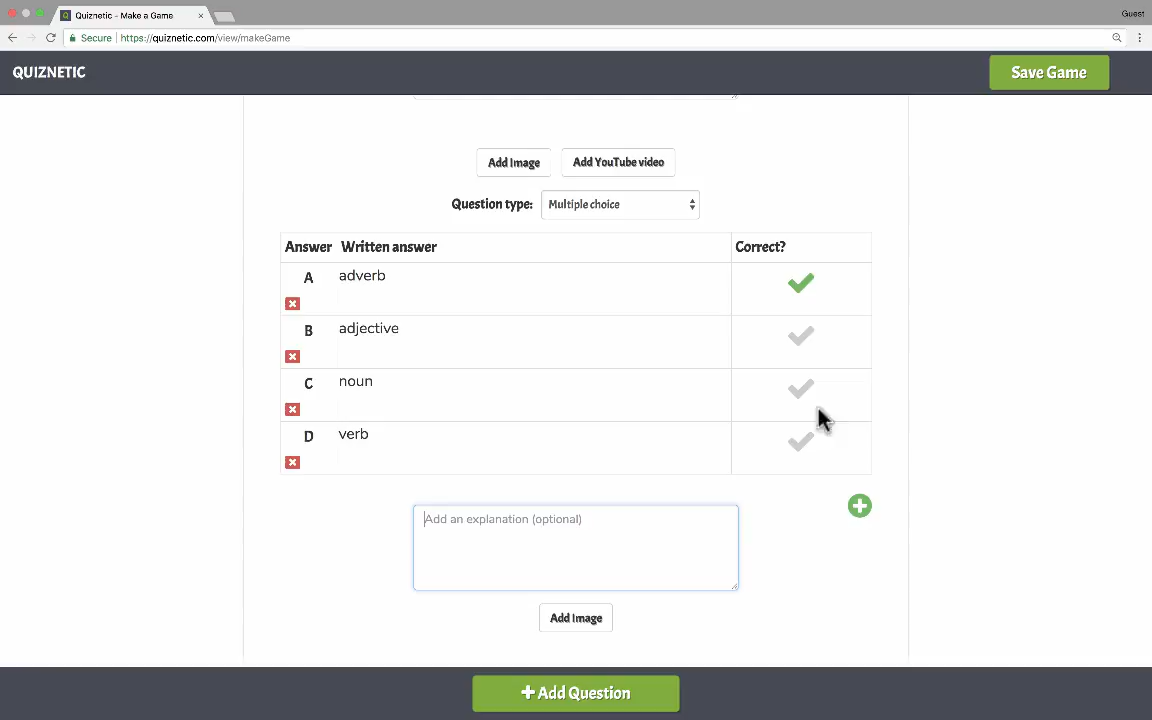 Quiznetic - Make a Game
Guest
Secure https://quiznetic.com/view/makeGame
QUIZNETIC
Save Game
Add Image Add YouTube video
Question type: Multiple choice
Answer Written answer Correct?
A adverb
B adjective
C noun
D verb
Add an explanation (optional)
Add Image
+ Add Question